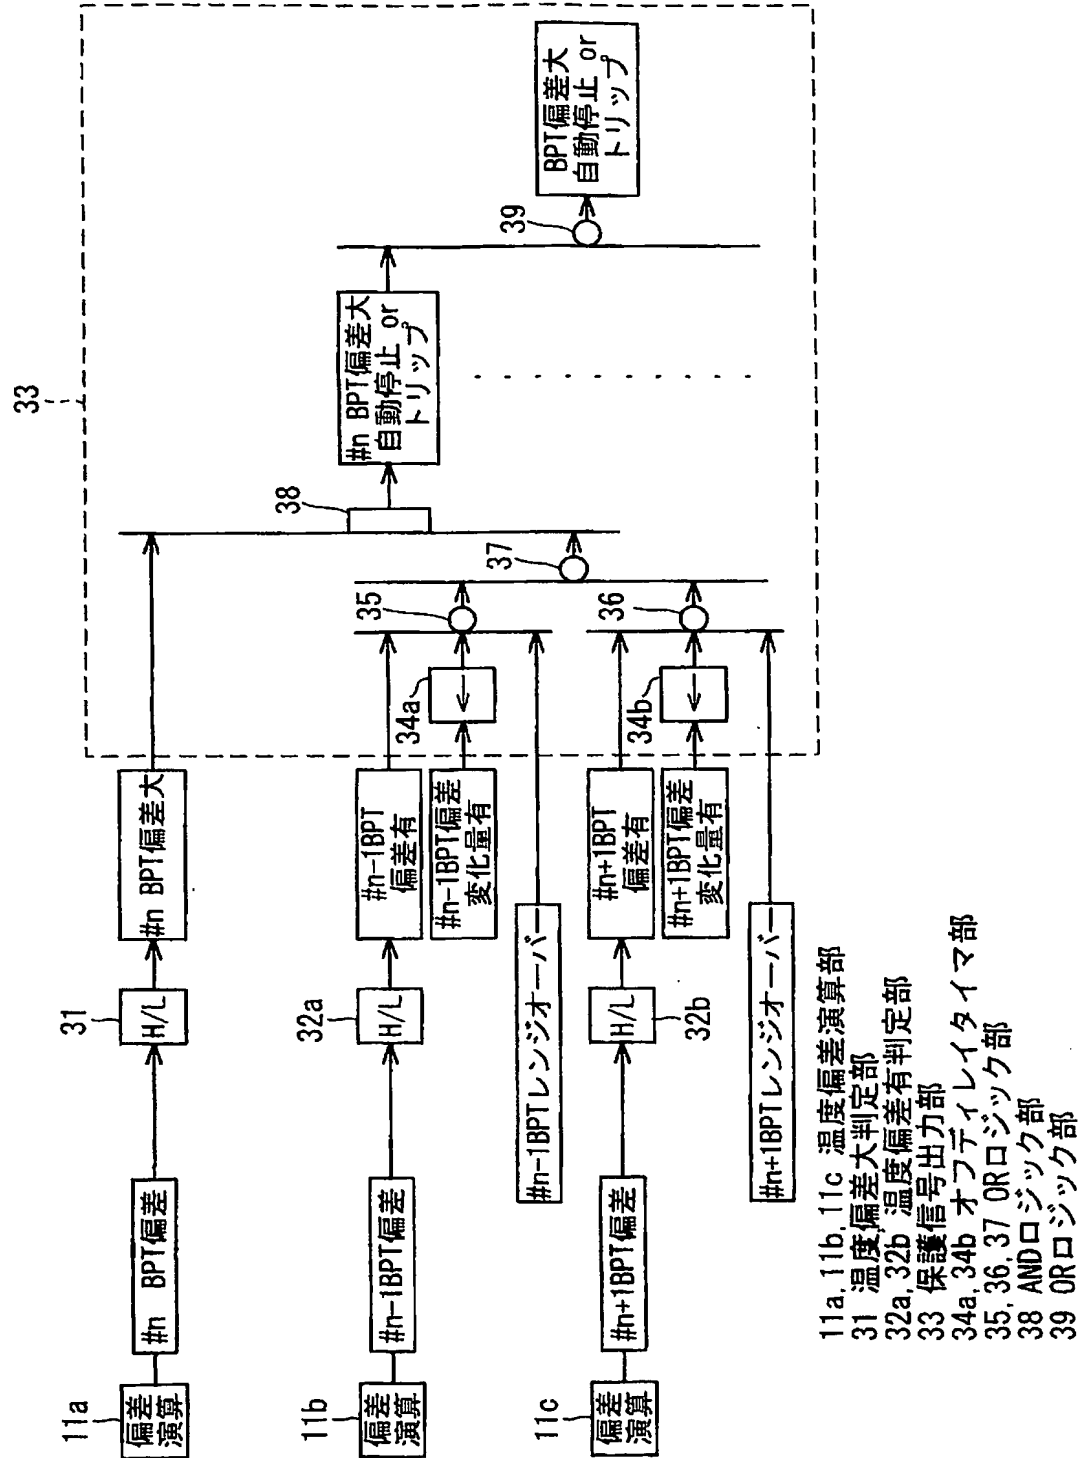 11a
偏差
演算
#n BPT偏差
31
H/L
#n BPT偏差大
33
38
#n BPT偏差大
自動停止 or
トリップ
39
BPT偏差大
自動停止 or
トリップ
11b
偏差
演算
#n-1BPT偏差
32a
H/L
#n-1BPT
偏差有
#n-1BPT偏差
変化量有
34a
35
37
#n-1BPTレンジオーバー
11c
偏差
演算
#n+1BPT偏差
H/L
32b
#n+1BPT
偏差有
#n+1BPT偏差
変化量有
34b
36
#n+1BPTレンジオーバー
11a, 11b, 11c 温度偏差演算部
31 温度偏差大判定部
32a, 32b 温度偏差有判定部
33 保護信号出力部
34a, 34b オフディレイタイマ部
35, 36, 37 ORロジック部
38 ANDロジック部
39 ORロジック部